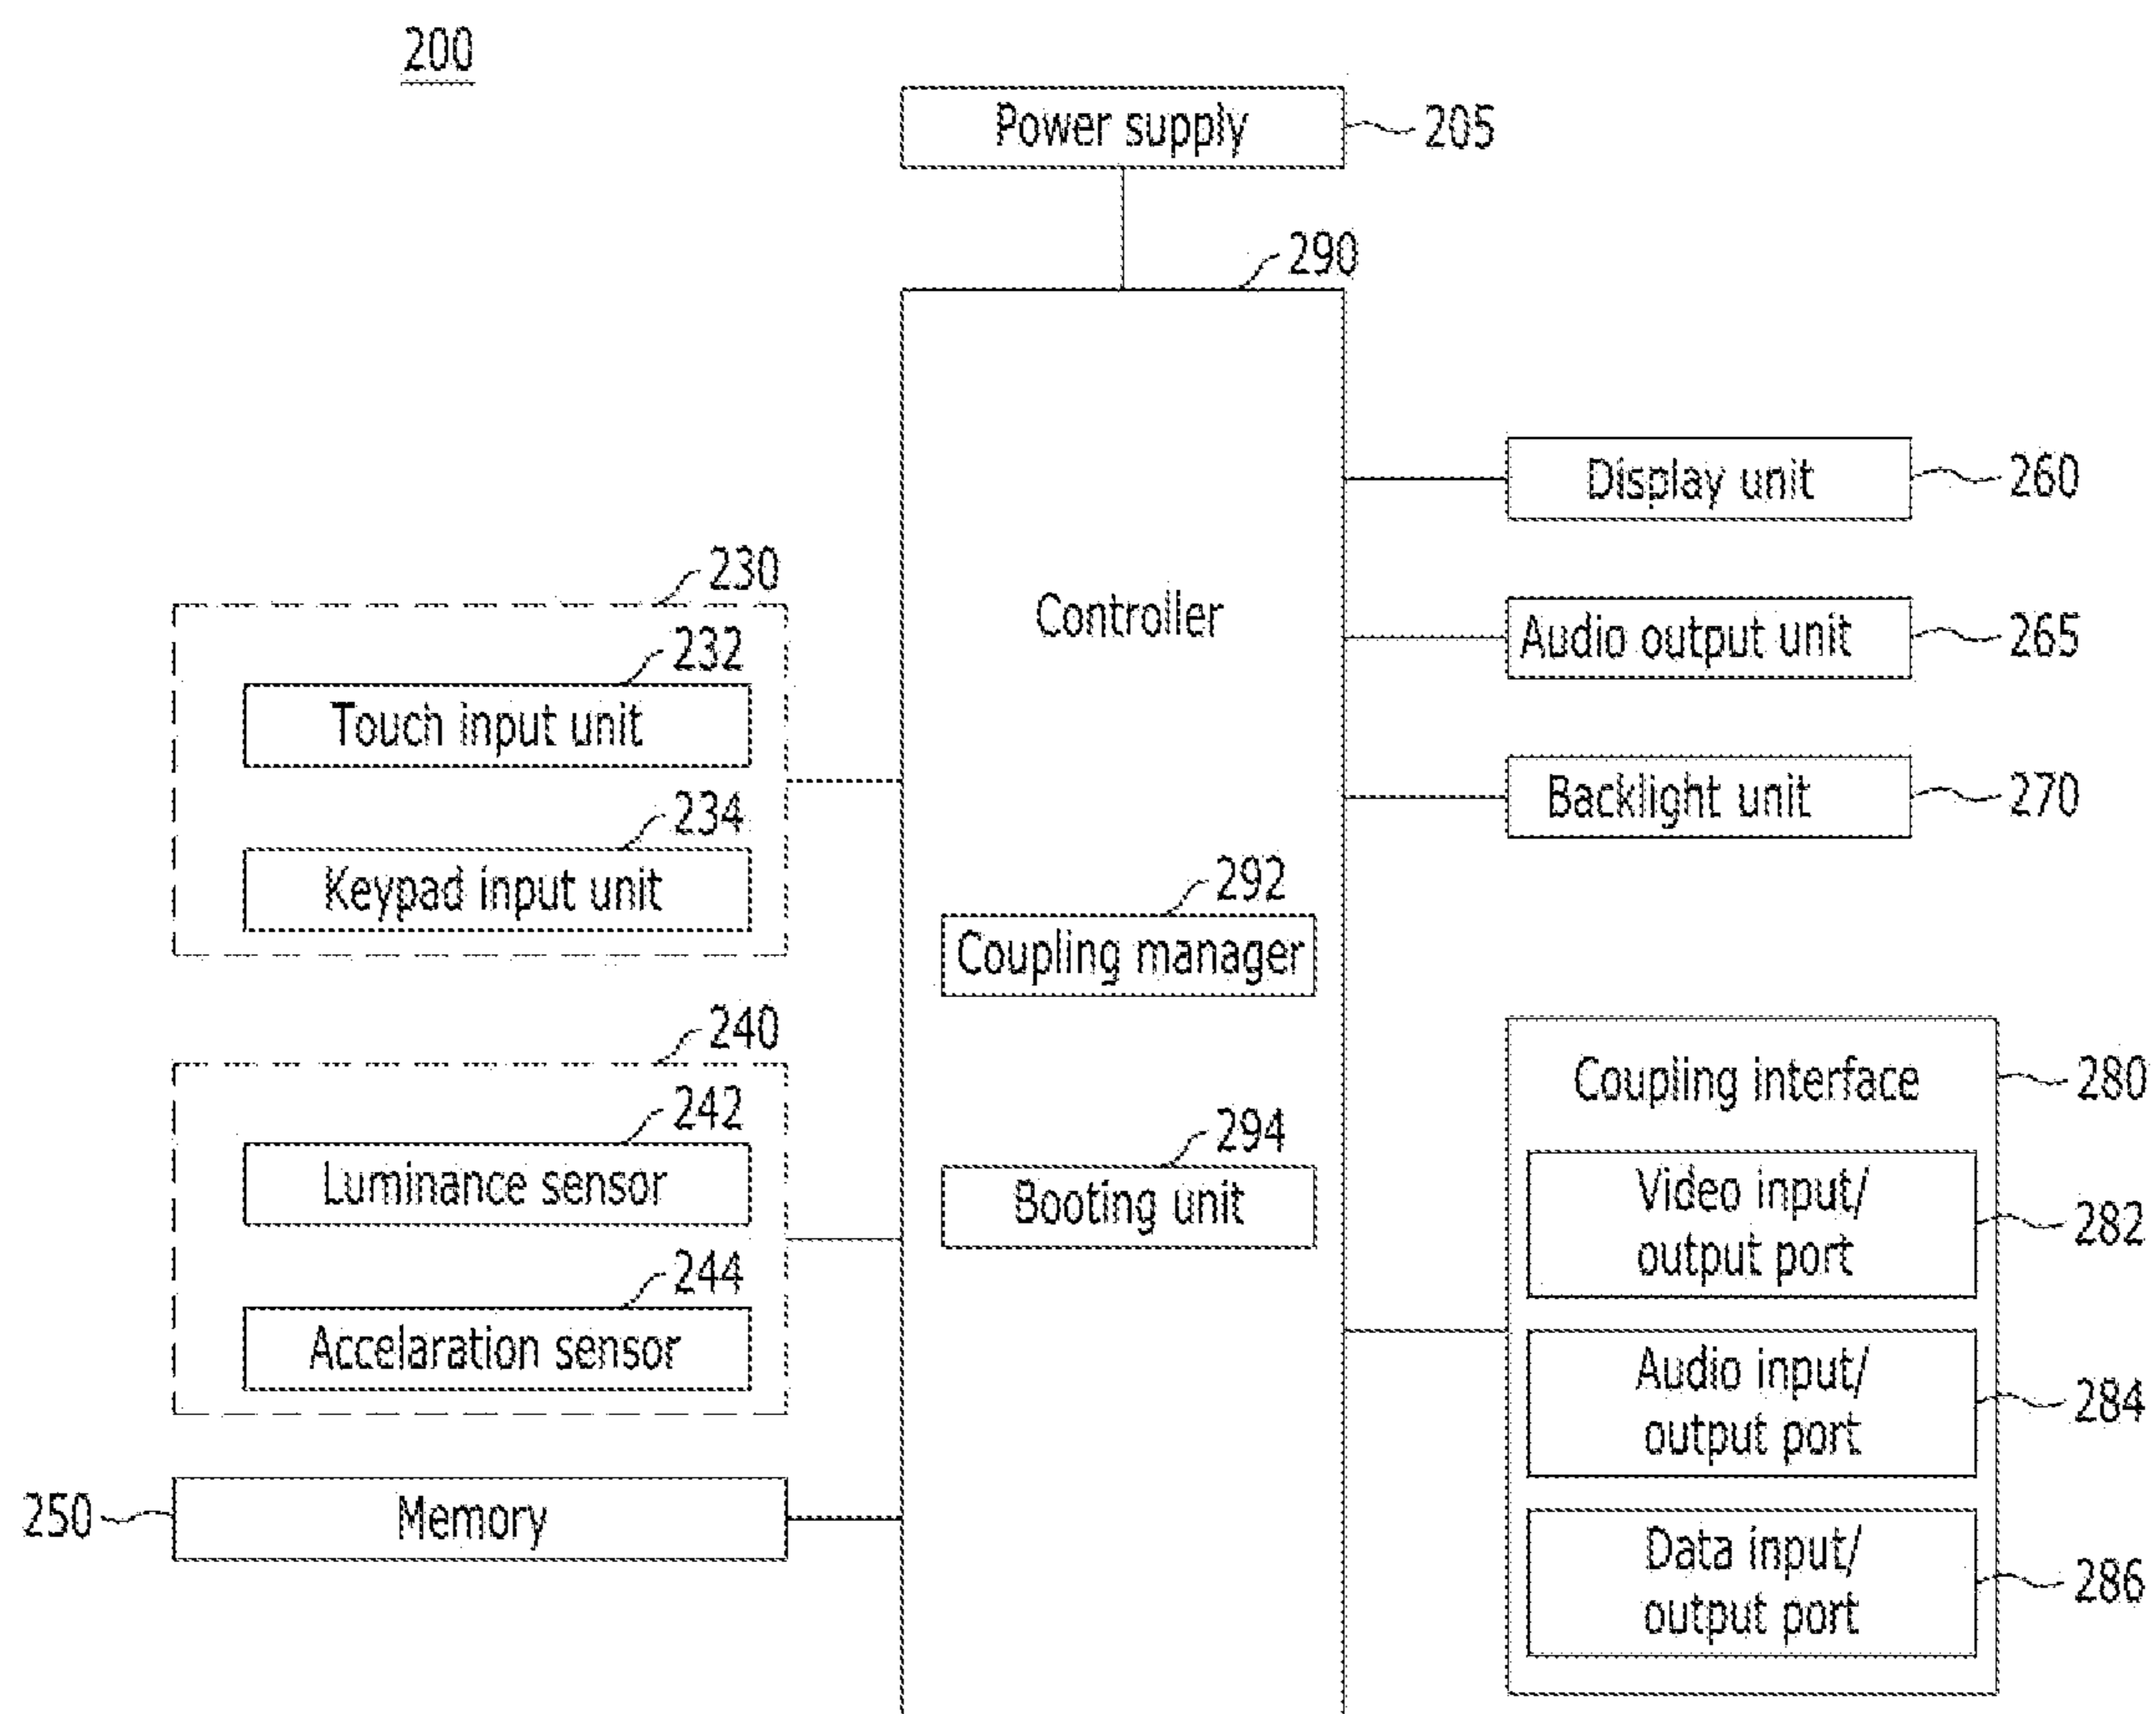 200
Power supply
205
290
Controller
Display unit
260
230
232
Touch input unit
Audio output unit
265
234
Keypad input unit
Backlight unit
270
292
Coupling manager
240
242
Luminance sensor
Coupling interface
280
294
Booting unit
Video input/
output port
282
244
Accelaration sensor
Audio input/
output port
284
250
Memory
Data input/
output port
286